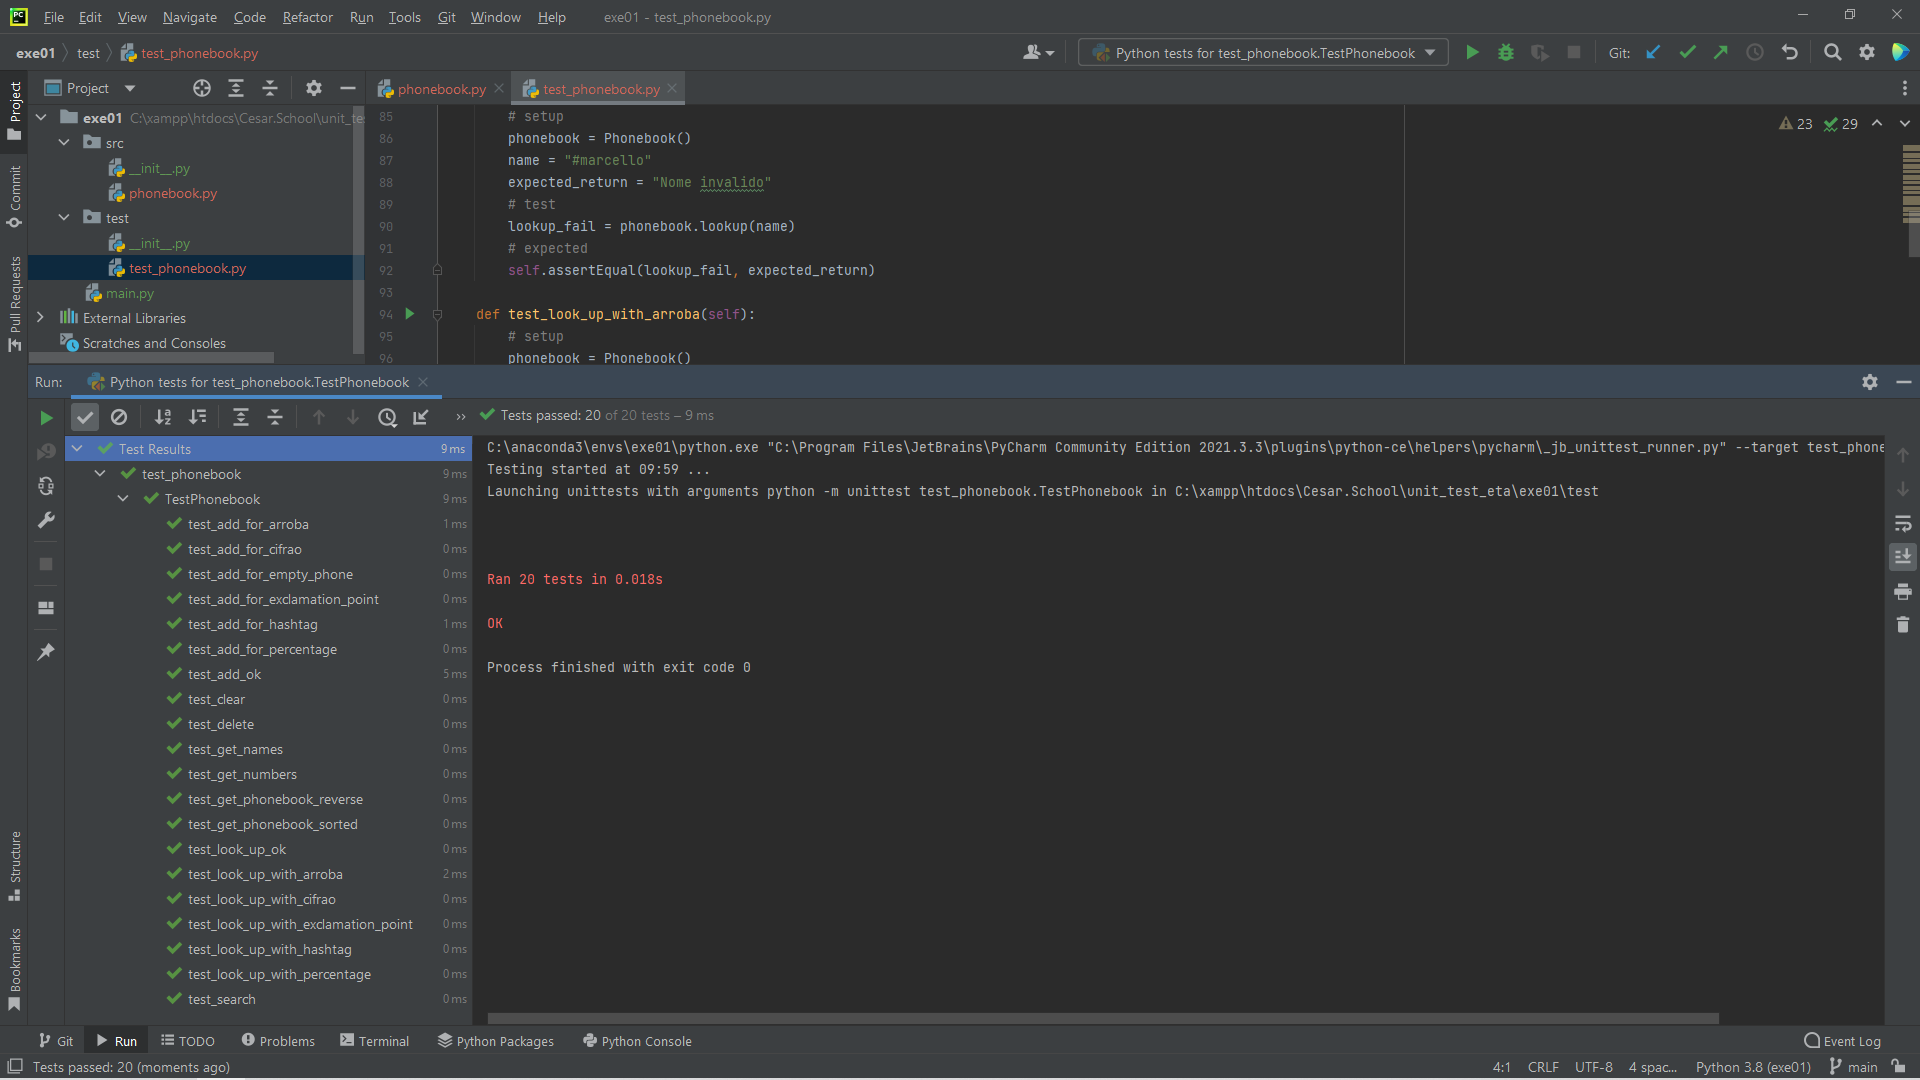 File Edit View Navigate Code Refactor Run Tools Git Window Help exe01 - test_phonebook.py
exe01 test test_phonebook.py Python tests for test_phonebook.TestPhonebook Git:
Project phonebook.py test_phonebook.py
exe01 C:\xampp\htdocs\Cesar.School\unit_te
src
__init__.py
phonebook.py
test
__init__.py
test_phonebook.py
main.py
External Libraries
Scratches and Consoles
23 29
85 # setup
86 phonebook = Phonebook()
87 name = "#marcello"
88 expected_return = "Nome invalido"
89 # test
90 lookup_fail = phonebook.lookup(name)
91 # expected
92 self.assertEqual(lookup_fail, expected_return)
93
94 def test_look_up_with_arroba(self):
95 # setup
96 phonebook = Phonebook()
Project
Commit
Pull Requests
Structure
Bookmarks
Run: Python tests for test_phonebook.TestPhonebook
Tests passed: 20 of 20 tests – 9 ms
Test Results 9 ms
test_phonebook 9 ms
TestPhonebook 9 ms
test_add_for_arroba 1 ms
test_add_for_cifrao 0 ms
test_add_for_empty_phone 0 ms
test_add_for_exclamation_point 0 ms
test_add_for_hashtag 1 ms
test_add_for_percentage 0 ms
test_add_ok 5 ms
test_clear 0 ms
test_delete 0 ms
test_get_names 0 ms
test_get_numbers 0 ms
test_get_phonebook_reverse 0 ms
test_get_phonebook_sorted 0 ms
test_look_up_ok 0 ms
test_look_up_with_arroba 2 ms
test_look_up_with_cifrao 0 ms
test_look_up_with_exclamation_point 0 ms
test_look_up_with_hashtag 0 ms
test_look_up_with_percentage 0 ms
test_search 0 ms
C:\anaconda3\envs\exe01\python.exe "C:\Program Files\JetBrains\PyCharm Community Edition 2021.3.3\plugins\python-ce\helpers\pycharm\_jb_unittest_runner.py" --target test_phone
Testing started at 09:59 ...
Launching unittests with arguments python -m unittest test_phonebook.TestPhonebook in C:\xampp\htdocs\Cesar.School\unit_test_eta\exe01\test
Ran 20 tests in 0.018s
OK
Process finished with exit code 0
Git Run TODO Problems Terminal Python Packages Python Console Event Log
Tests passed: 20 (moments ago) 4:1 CRLF UTF-8 4 spac... Python 3.8 (exe01) main